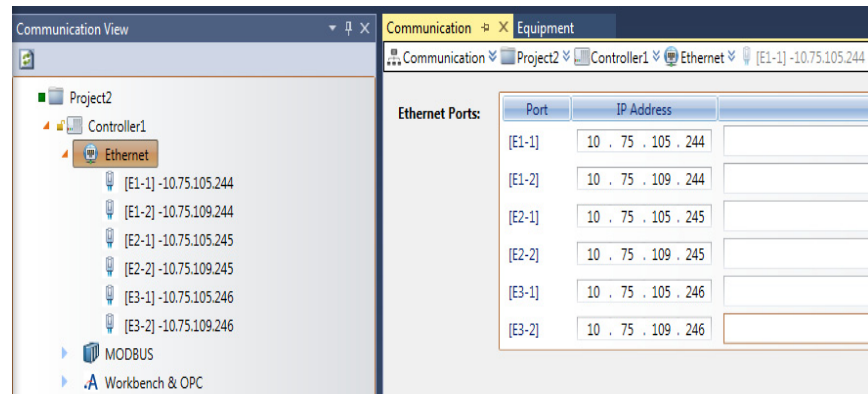 Communication View
Project2
Controller1
Ethernet
[E1-1] -10.75.105.244
[E1-2] -10.75.109.244
[E2-1] -10.75.105.245
[E2-2] -10.75.109.245
[E3-1] -10.75.105.246
[E3-2] -10.75.109.246
MODBUS
.A Workbench & OPC
Communication X Equipment
Communication Project2 Controller1 Ethernet [E1-1] -10.75.105.244
Ethernet Ports:
Port IP Address
[E1-1] 10 . 75 . 105 . 244
[E1-2] 10 . 75 . 109 . 244
[E2-1] 10 . 75 . 105 . 245
[E2-2] 10 . 75 . 109 . 245
[E3-1] 10 . 75 . 105 . 246
[E3-2] 10 . 75 . 109 . 246